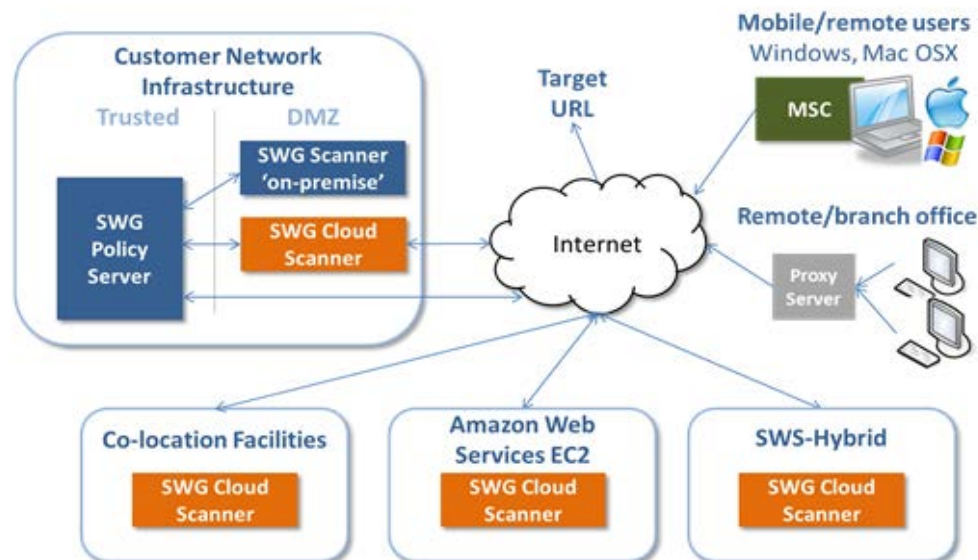 Customer Network
Infrastructure
Trusted
DMZ
SWG Scanner
'on-premise'
SWG
Policy
Server
SWG Cloud
Scanner
Target
URL
Internet
Mobile/remote users
Windows, Mac OSX
MSC
Remote/branch office
Proxy
Server
Co-location Facilities
SWG Cloud
Scanner
Amazon Web
Services EC2
SWG Cloud
Scanner
SWS-Hybrid
SWG Cloud
Scanner